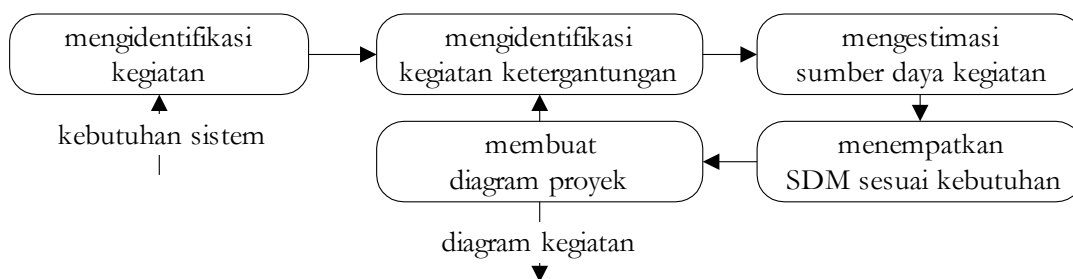 mengidentifikasi
kegiatan
mengidentifikasi
kegiatan ketergantungan
mengestimasi
sumber daya kegiatan
kebutuhan sistem
membuat
diagram proyek
menempatkan
SDM sesuai kebutuhan
diagram kegiatan